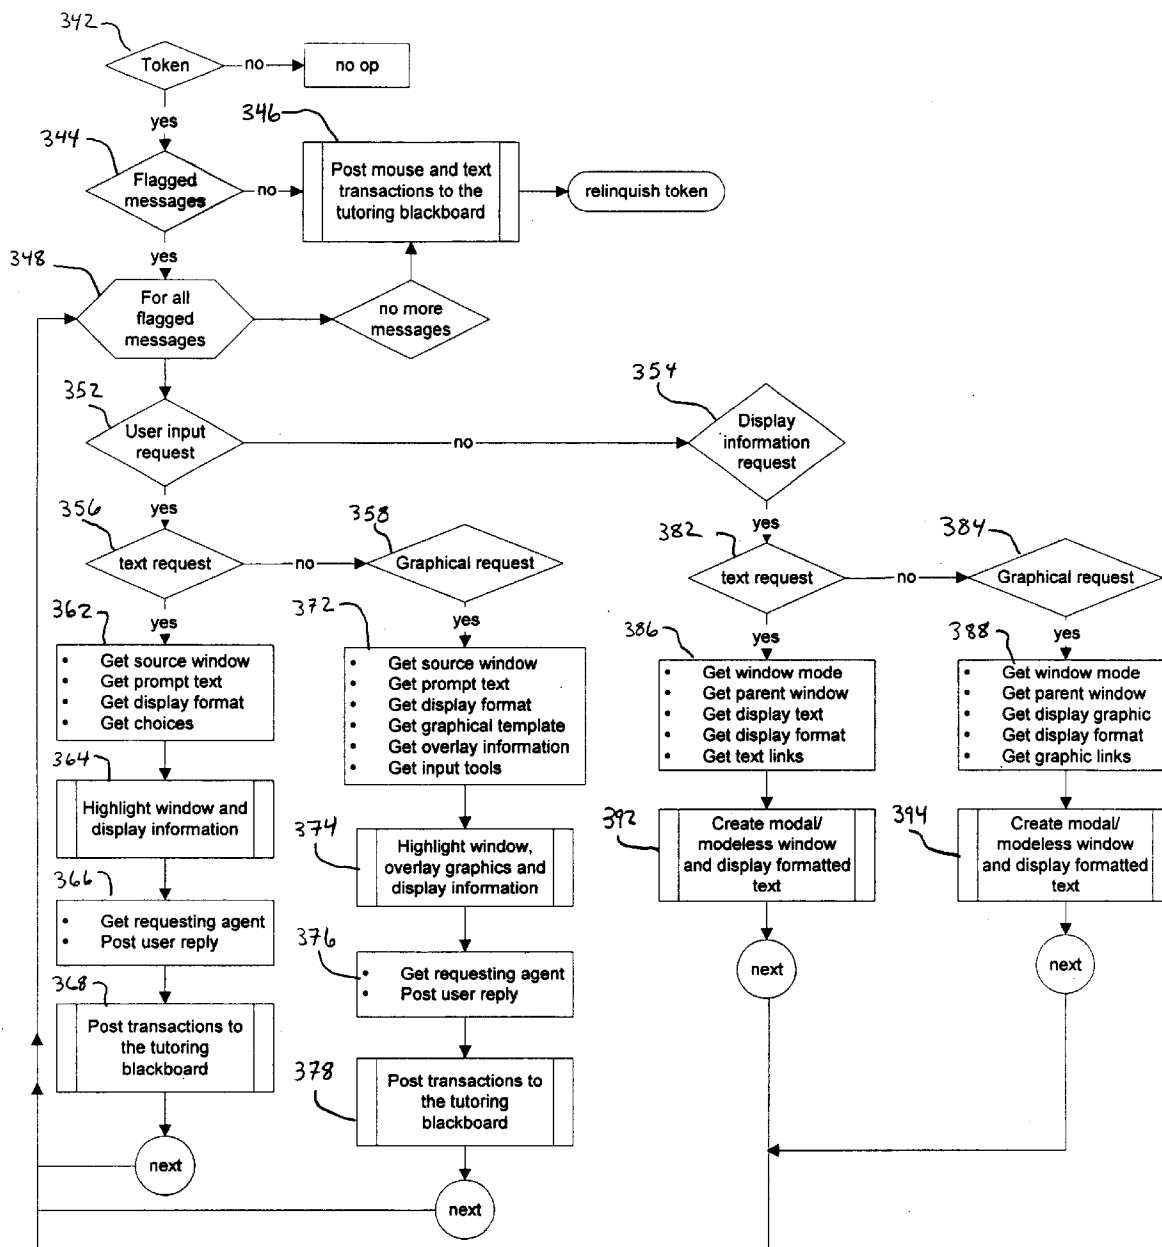 342
Token
no
no op
346
yes
344
Flagged
messages
no
Post mouse and text
transactions to the
tutoring blackboard
relinquish token
yes
348
For all
flagged
messages
no more
messages
352
354
User input
request
no
Display
information
request
yes
356
358
yes
382
384
text request
no
Graphical request
text request
no
Graphical request
362
yes
372
yes
386
yes
388
yes
• Get source window
• Get prompt text
• Get display format
• Get choices
• Get source window
• Get prompt text
• Get display format
• Get graphical template
• Get overlay information
• Get input tools
• Get window mode
• Get parent window
• Get display text
• Get display format
• Get text links
• Get window mode
• Get parent window
• Get display graphic
• Get display format
• Get graphic links
364
Highlight window and
display information
374
Highlight window,
overlay graphics and
display information
392
Create modal/
modeless window
and display formatted
text
394
Create modal/
modeless window
and display formatted
text
366
• Get requesting agent
• Post user reply
376
• Get requesting agent
• Post user reply
next
next
368
Post transactions to
the tutoring
blackboard
378
Post transactions to
the tutoring
blackboard
next
next